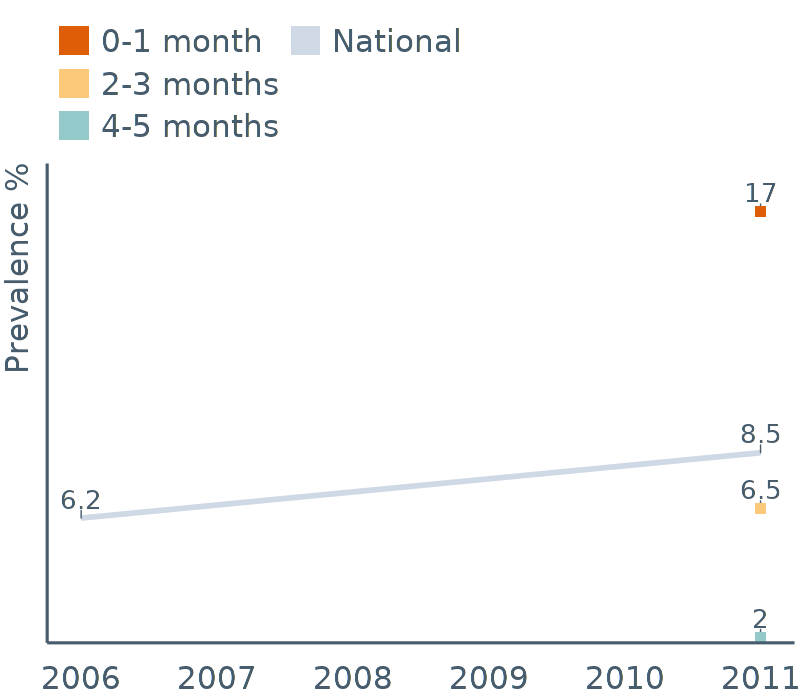 0-1 month
National
2-3 months
4-5 months
Prevalence %
17
8.5
6.2
6.5
2
2006 2007 2008 2009 2010 2011